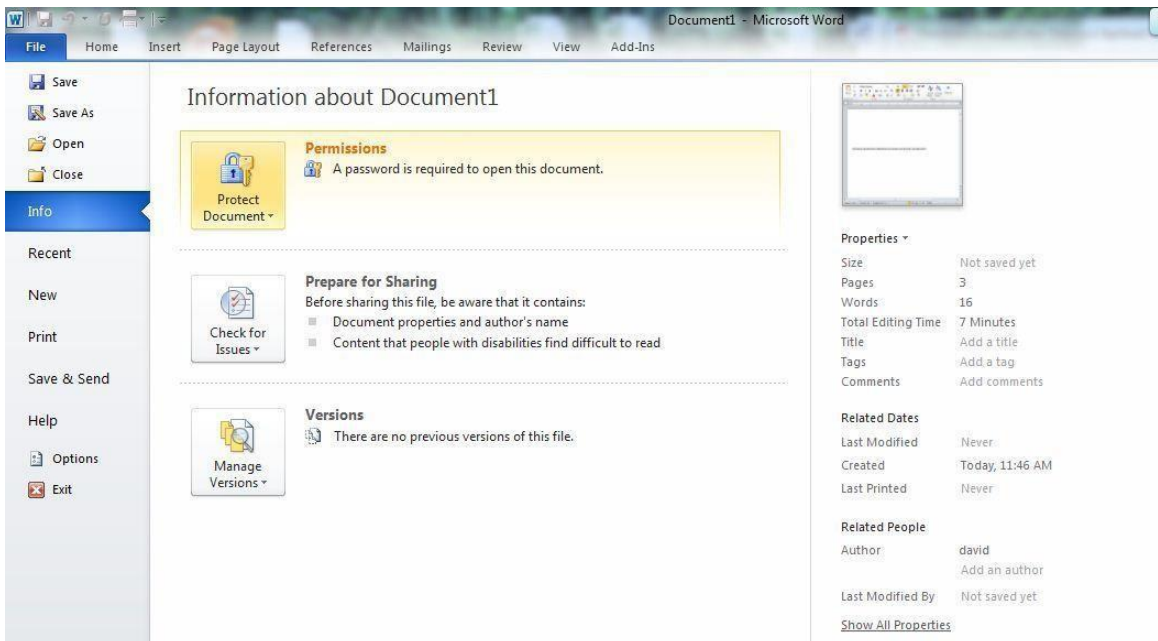 W
Document1 - Microsoft Word
File Home Insert Page Layout References Mailings Review View Add-Ins
Save
Save As
Open
Close
Info
Recent
New
Print
Save & Send
Help
Options
Exit
Information about Document1
Protect
Document
Permissions
A password is required to open this document.
Check for
Issues
Prepare for Sharing
Before sharing this file, be aware that it contains:
Document properties and author's name
Content that people with disabilities find difficult to read
Manage
Versions
Versions
There are no previous versions of this file.
Properties
Size Not saved yet
Pages 3
Words 16
Total Editing Time 7 Minutes
Title Add a title
Tags Add a tag
Comments Add comments
Related Dates
Last Modified Never
Created Today, 11:46 AM
Last Printed Never
Related People
Author david
Add an author
Last Modified By Not saved yet
Show All Properties